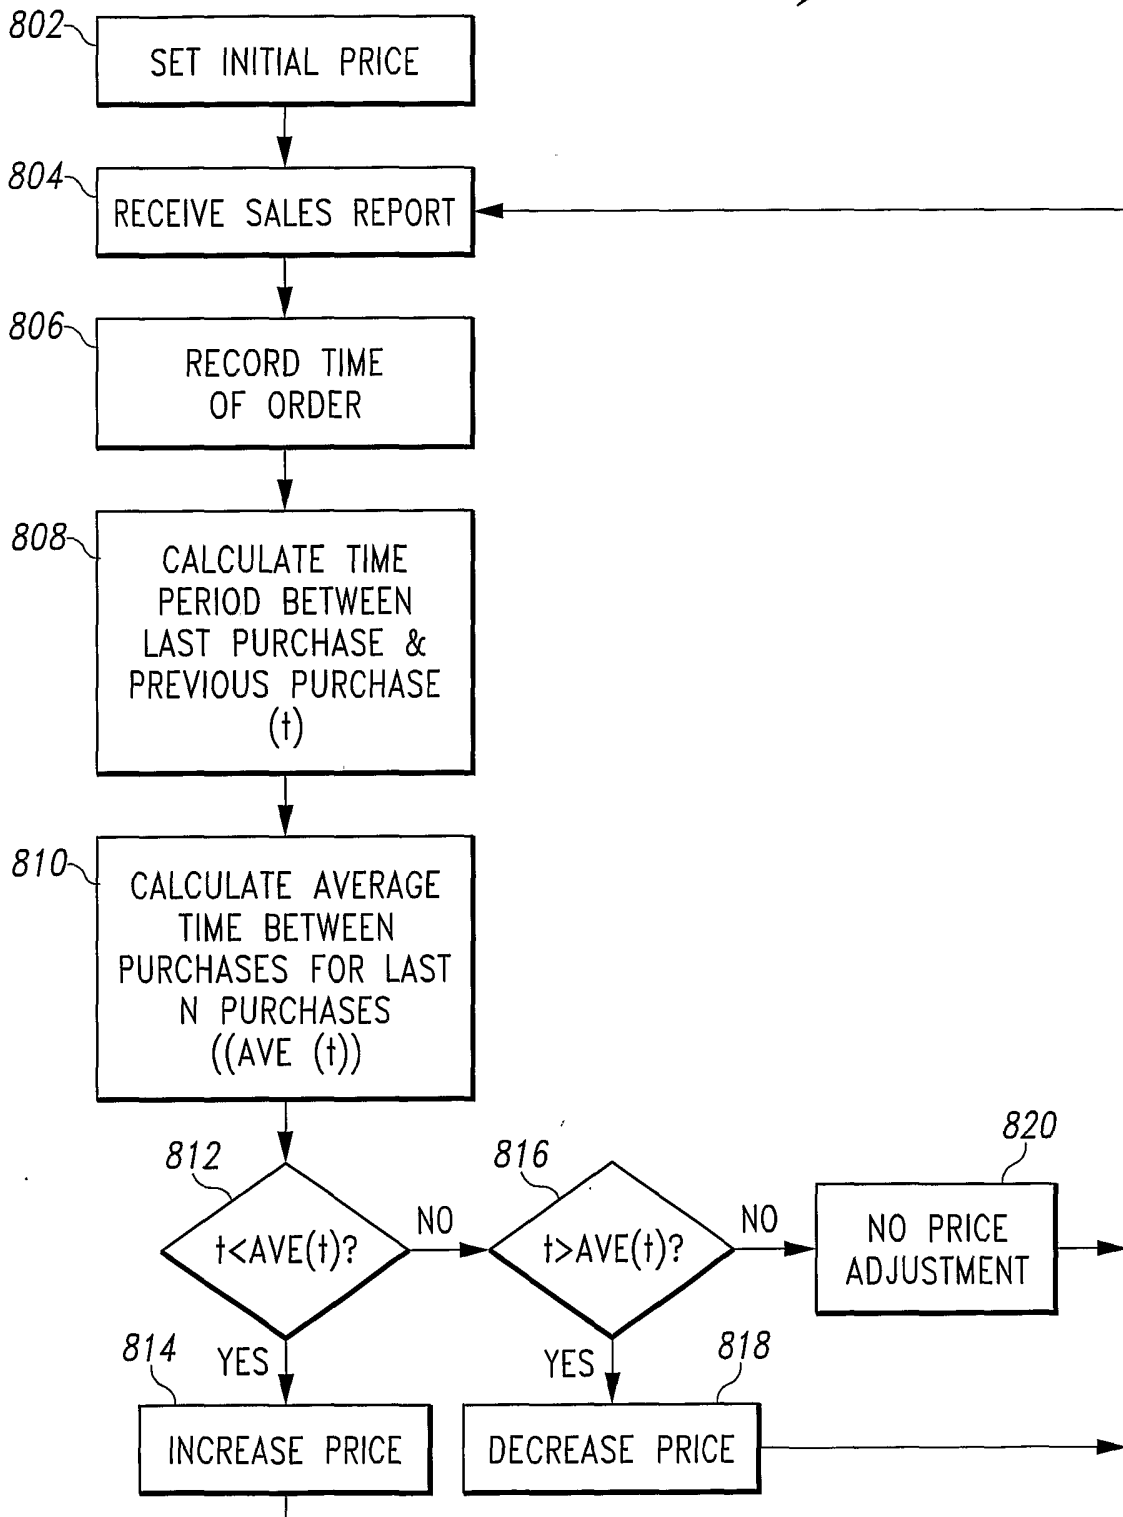 802
SET INITIAL PRICE
804
RECEIVE SALES REPORT
806
RECORD TIME
OF ORDER
808
CALCULATE TIME
PERIOD BETWEEN
LAST PURCHASE &
PREVIOUS PURCHASE
(t)
810
CALCULATE AVERAGE
TIME BETWEEN
PURCHASES FOR LAST
N PURCHASES
((AVE (t))
812
t<AVE(t)?
NO
816
t>AVE(t)?
NO
820
NO PRICE
ADJUSTMENT
YES
814
INCREASE PRICE
YES
818
DECREASE PRICE